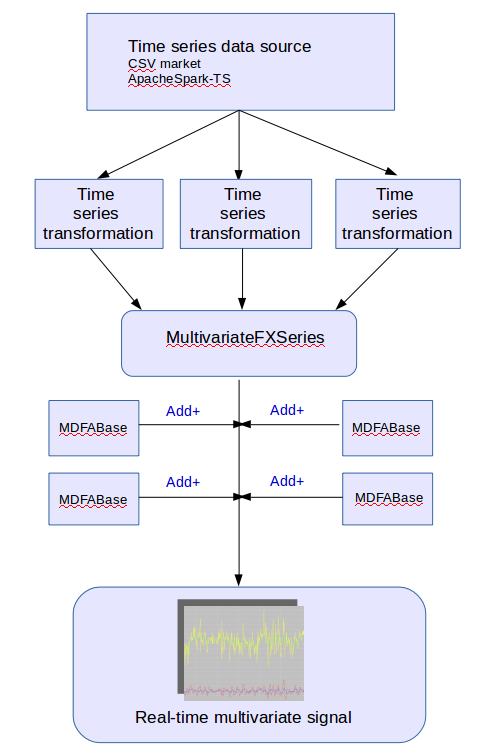 Time series data source
CSV market
ApacheSpark-TS
Time
series
transformation
Time
series
transformation
Time
series
transformation
MultivariateFXSeries
MDFABase
Add+
Add+
MDFABase
MDFABase
Add+
Add+
MDFABase
Real-time multivariate signal